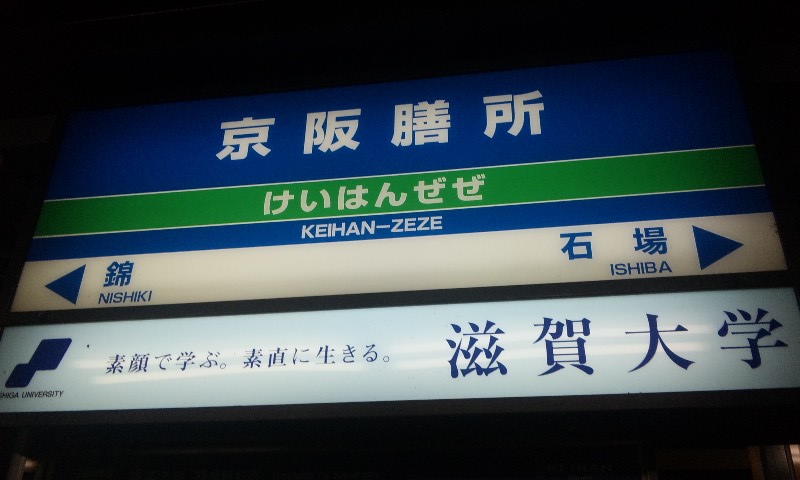 京阪膳所
けいはんぜぜ
KEIHAN-ZEZE
錦 石場
NISHIKI ISHIBA
素顔で学ぶ。素直に生きる。 滋賀大学
SHIGA UNIVERSITY